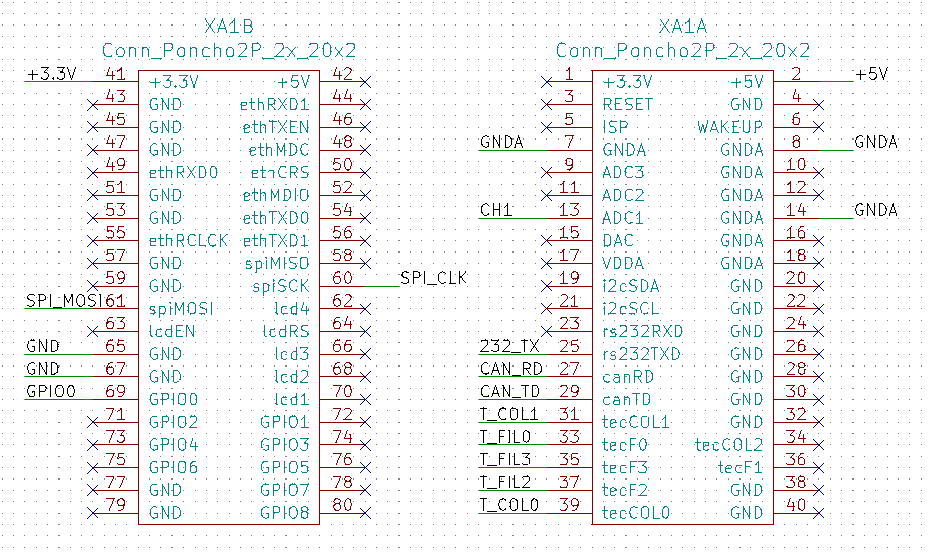 XA1B
Conn_Poncho2P_2x_20x2
+3.3V 41 +3.3V +5V 42
43 GND ethRXD1 44
45 GND ethTXEN 46
47 GND ethMDC 48
49 ethRXD0 ethCRS 50
51 GND ethMDIO 52
53 GND ethTXD0 54
55 ethRCLCK ethTXD1 56
57 GND spiMISO 58
59 GND spiSCK 60 SPI_CLK
SPI_MOSI 61 spiMOSI lcd4 62
63 lcdEN lcdRS 64
GND 65 GND lcd3 66
GND 67 GND lcd2 68
GPIO0 69 GPIO0 lcd1 70
71 GPIO2 GPIO1 72
73 GPIO4 GPIO3 74
75 GPIO6 GPIO5 76
77 GND GPIO7 78
79 GND GPIO8 80
XA1A
Conn_Poncho2P_2x_20x2
1 +3.3V +5V 2 +5V
3 RESET GND 4
5 ISP WAKEUP 6
GNDA 7 GNDA GNDA 8 GNDA
9 ADC3 GNDA 10
11 ADC2 GNDA 12
CH1 13 ADC1 GNDA 14 GNDA
15 DAC GNDA 16
17 VDDA GNDA 18
19 i2cSDA GND 20
21 i2cSCL GND 22
23 rs232RXD GND 24
232_TX 25 rs232TXD GND 26
CAN_RD 27 canRD GND 28
CAN_TD 29 canTD GND 30
T_COL1 31 tecCOL1 GND 32
T_FIL0 33 tecF0 tecCOL2 34
T_FIL3 35 tecF3 tecF1 36
T_FIL2 37 tecF2 GND 38
T_COL0 39 tecCOL0 GND 40